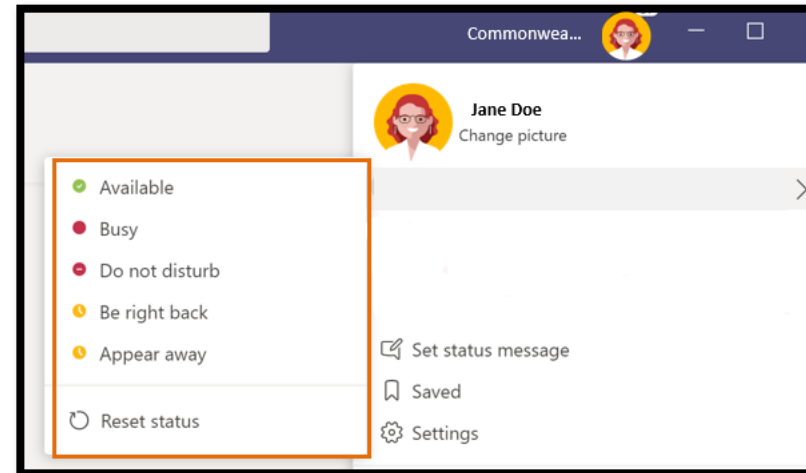 Commonwea...
Jane Doe
Change picture
Available
Busy
Do not disturb
Be right back
Appear away
Reset status
Set status message
Saved
Settings